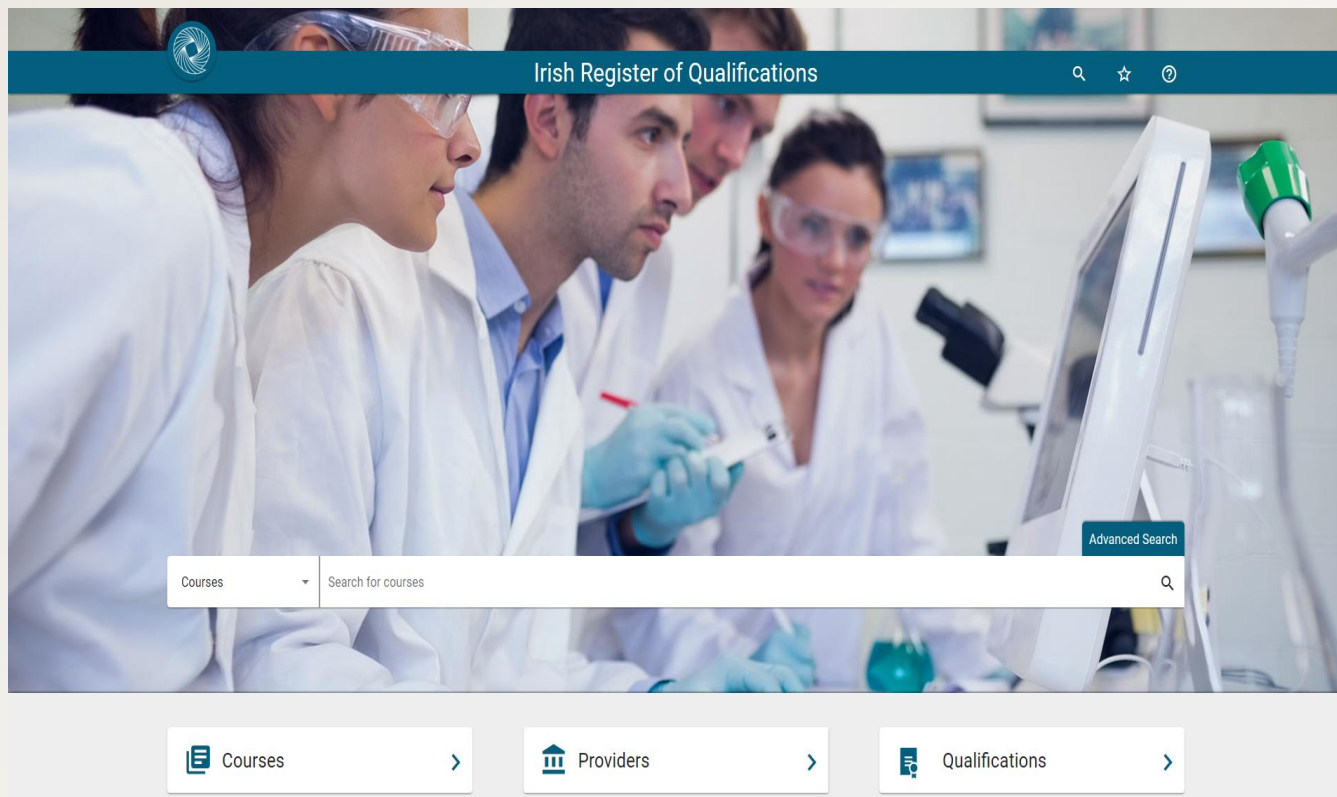 Irish Register of Qualifications
Advanced Search
Courses
Search for courses
Courses
Providers
Qualifications